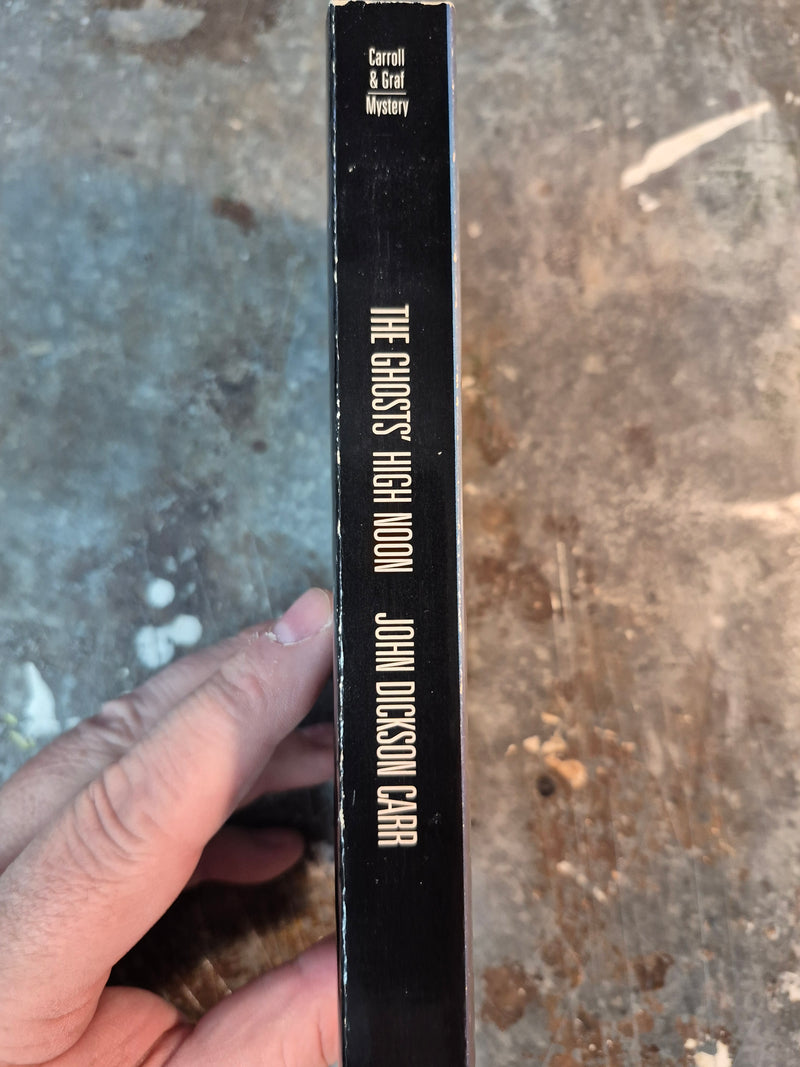 Carroll
& Graf
Mystery
THE GHOSTS' HIGH NOON JOHN DICKSON CARR